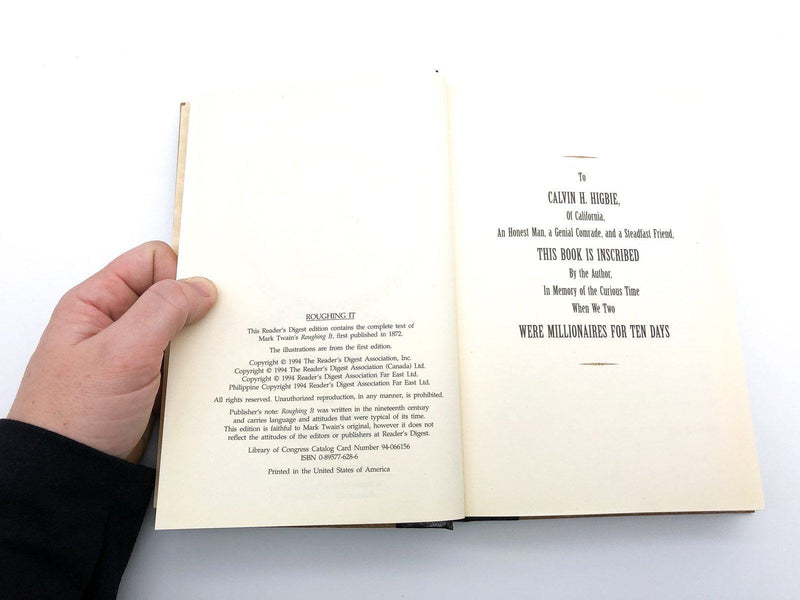 ROUGHING IT
This Reader's Digest edition contains the complete text of
Mark Twain's Roughing It, first published in 1872.
The illustrations are from the first edition.
Copyright © 1994 The Reader's Digest Association, Inc.
Copyright © 1994 The Reader's Digest Association (Canada) Ltd.
Copyright © 1994 Reader's Digest Association Far East Ltd.
Philippine Copyright 1994 Reader's Digest Association Far East Ltd.
All rights reserved. Unauthorized reproduction, in any manner, is prohibited.
Publisher's note: Roughing It was written in the nineteenth century
and carries language and attitudes that were typical of its time.
This edition is faithful to Mark Twain's original, however it does not
reflect the attitudes of the editors or publishers at Reader's Digest.
Library of Congress Catalog Card Number 94-066156
ISBN 0-89577-628-6
Printed in the United States of America
To
CALVIN H. HIGBIE,
Of California,
An Honest Man, a Genial Comrade, and a Steadfast Friend,
THIS BOOK IS INSCRIBED
By the Author,
In Memory of the Curious Time
When We Two
WERE MILLIONAIRES FOR TEN DAYS